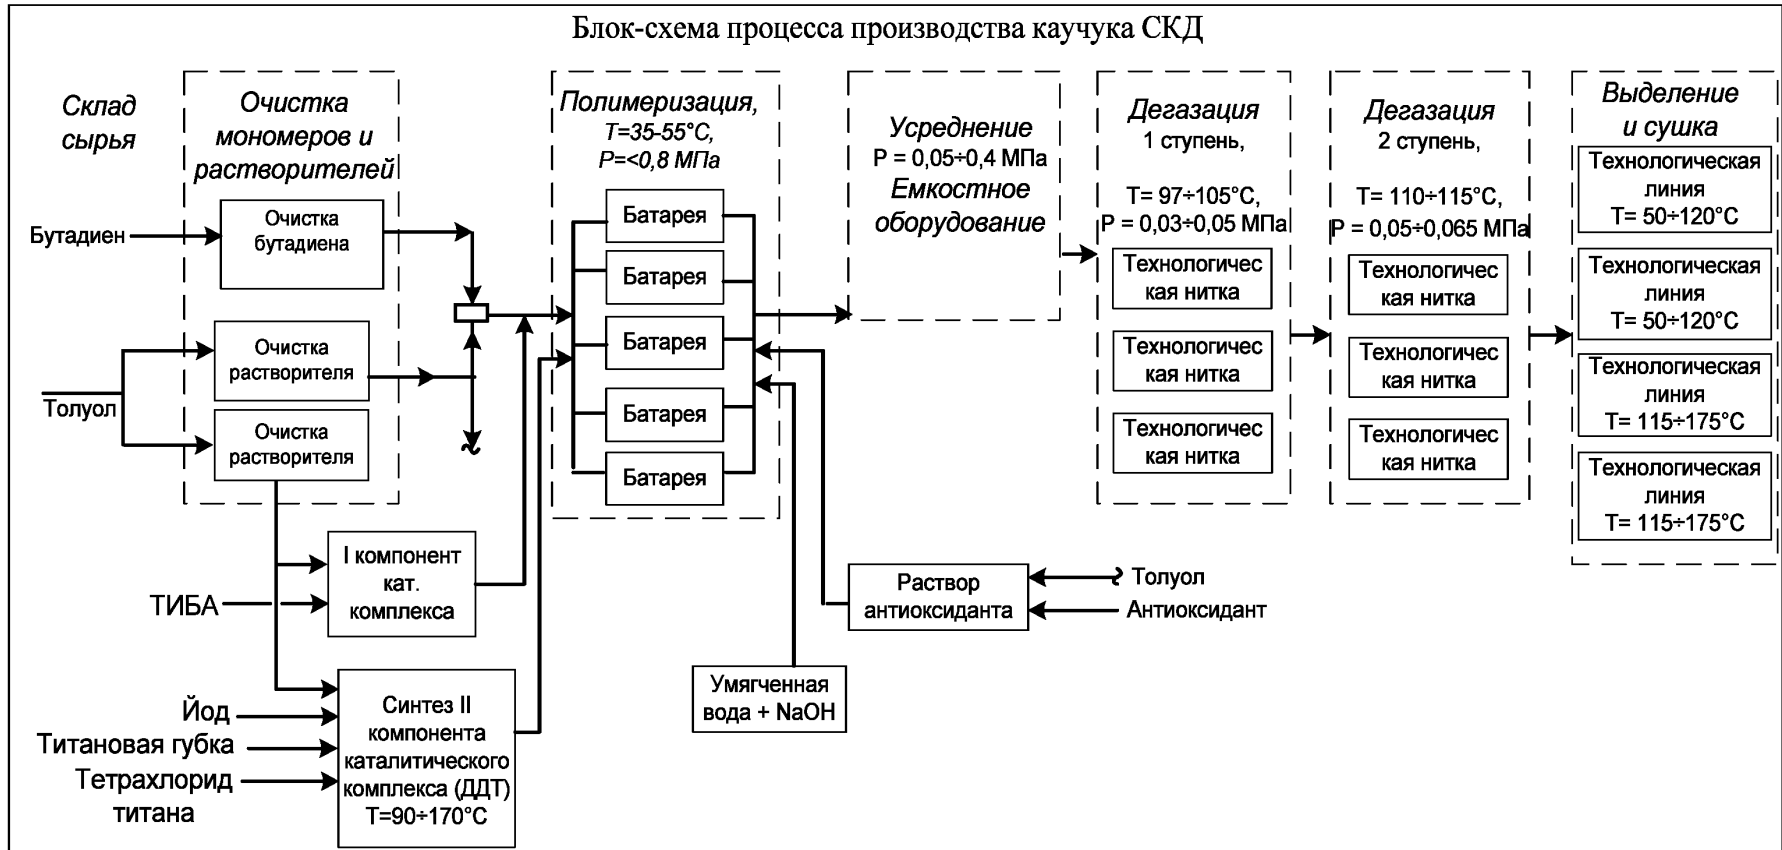 Блок-схема процесса производства каучука СКД
Склад
сырья
Очистка
мономеров и
растворителей
Полимеризация,
T=35-55°C,
P=<0,8 МПа
Усреднение
P = 0,05÷0,4 МПа
Емкостное
оборудование
Дегазация
1 ступень,
T= 97÷105°C,
P = 0,03÷0,05 МПа
Дегазация
2 ступень,
T= 110÷115°C,
P = 0,05÷0,065 МПа
Выделение
и сушка
Бутадиен
Очистка
бутадиена
Толуол
Очистка
растворителя
Очистка
растворителя
Батарея
Батарея
Батарея
Батарея
Батарея
Технологичес
кая нитка
Технологичес
кая нитка
Технологичес
кая нитка
Технологичес
кая нитка
Технологичес
кая нитка
Технологичес
кая нитка
Технологическая
линия
T= 50÷120°C
Технологическая
линия
T= 50÷120°C
Технологическая
линия
T= 115÷175°C
Технологическая
линия
T= 115÷175°C
ТИБА
I компонент
кат.
комплекса
Раствор
антиоксиданта
Толуол
Антиоксидант
Умягченная
вода + NaOH
Йод
Титановая губка
Тетрахлорид
титана
Синтез II
компонента
каталитического
комплекса (ДДТ)
T=90÷170°C